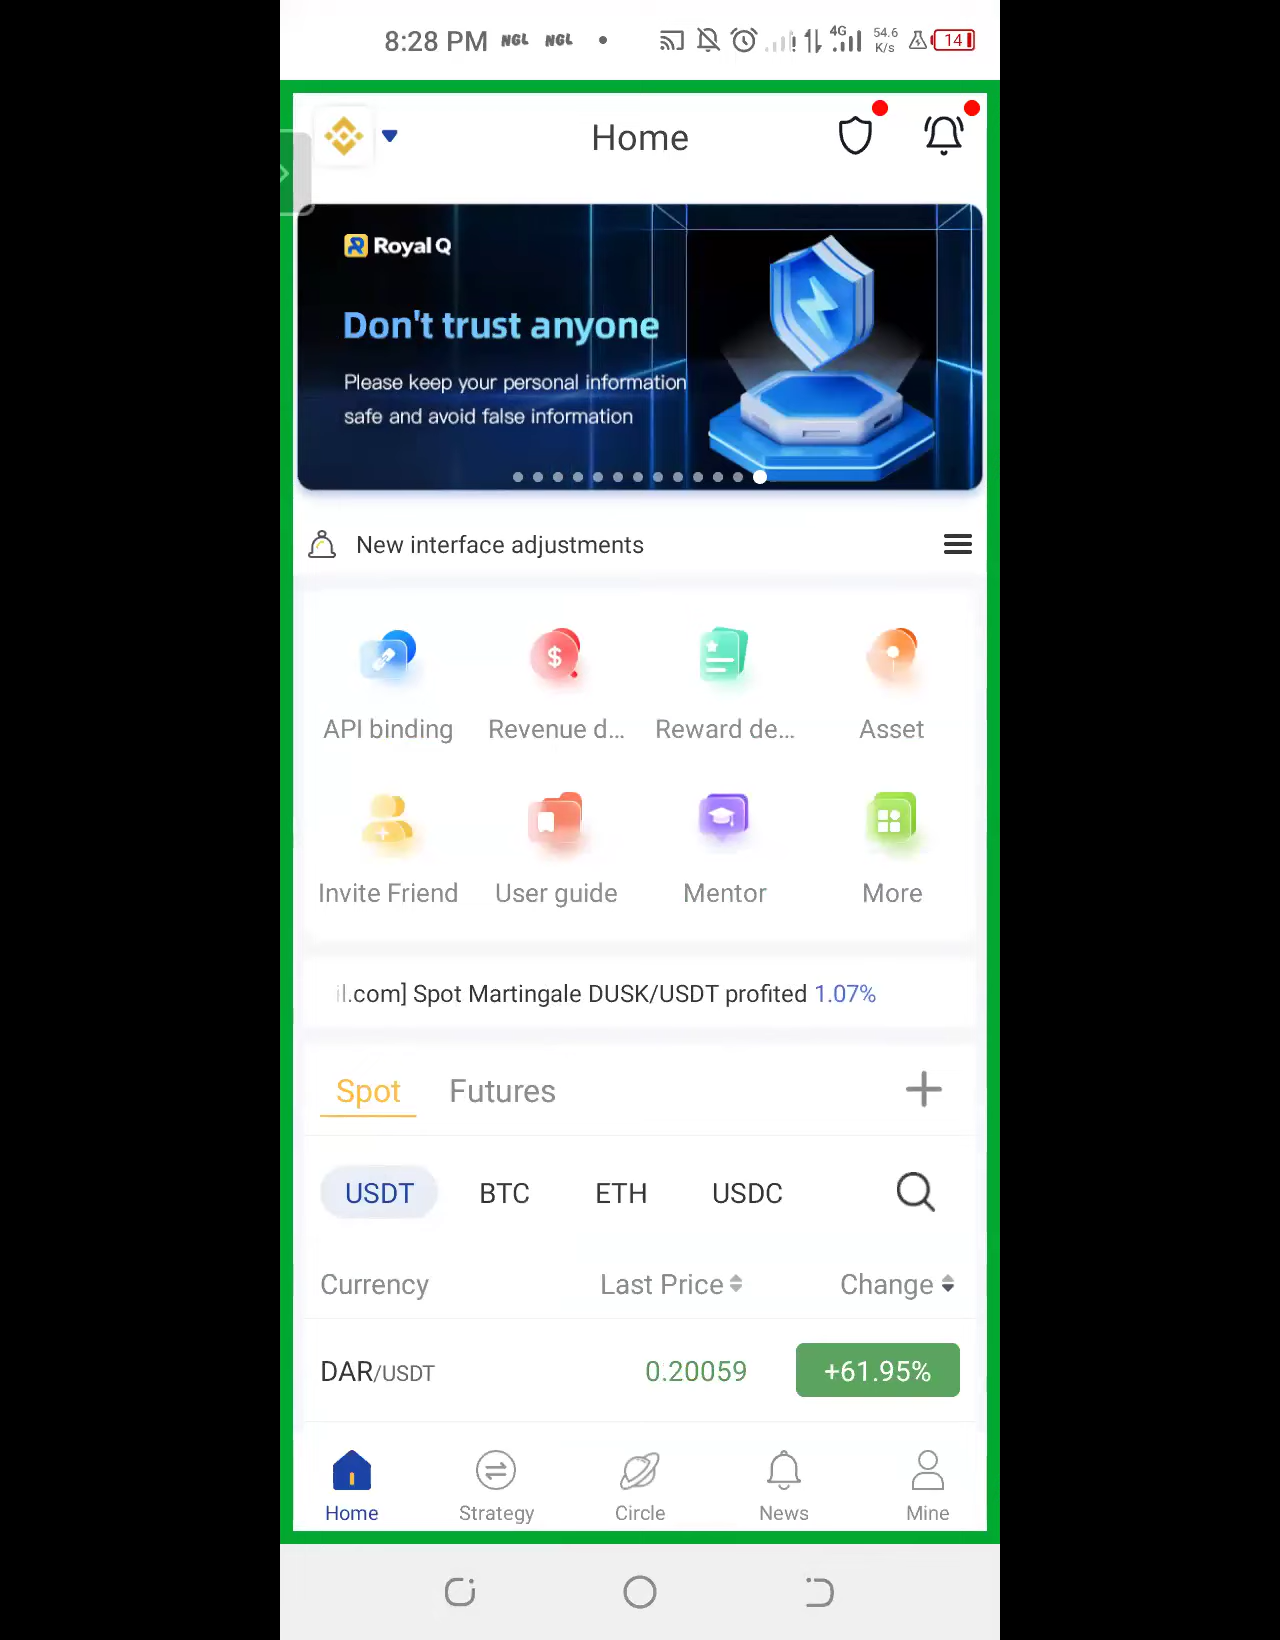 8:28 PM NGL NGL 4G 54.6 K/s 14
Home
Royal Q
Don't trust anyone
Please keep your personal information
safe and avoid false information
New interface adjustments
API binding Revenue d... Reward de... Asset
Invite Friend User guide Mentor More
il.com] Spot Martingale DUSK/USDT profited 1.07%
Spot Futures
USDT BTC ETH USDC
Currency Last Price Change
DAR/USDT 0.20059 +61.95%
Home Strategy Circle News Mine